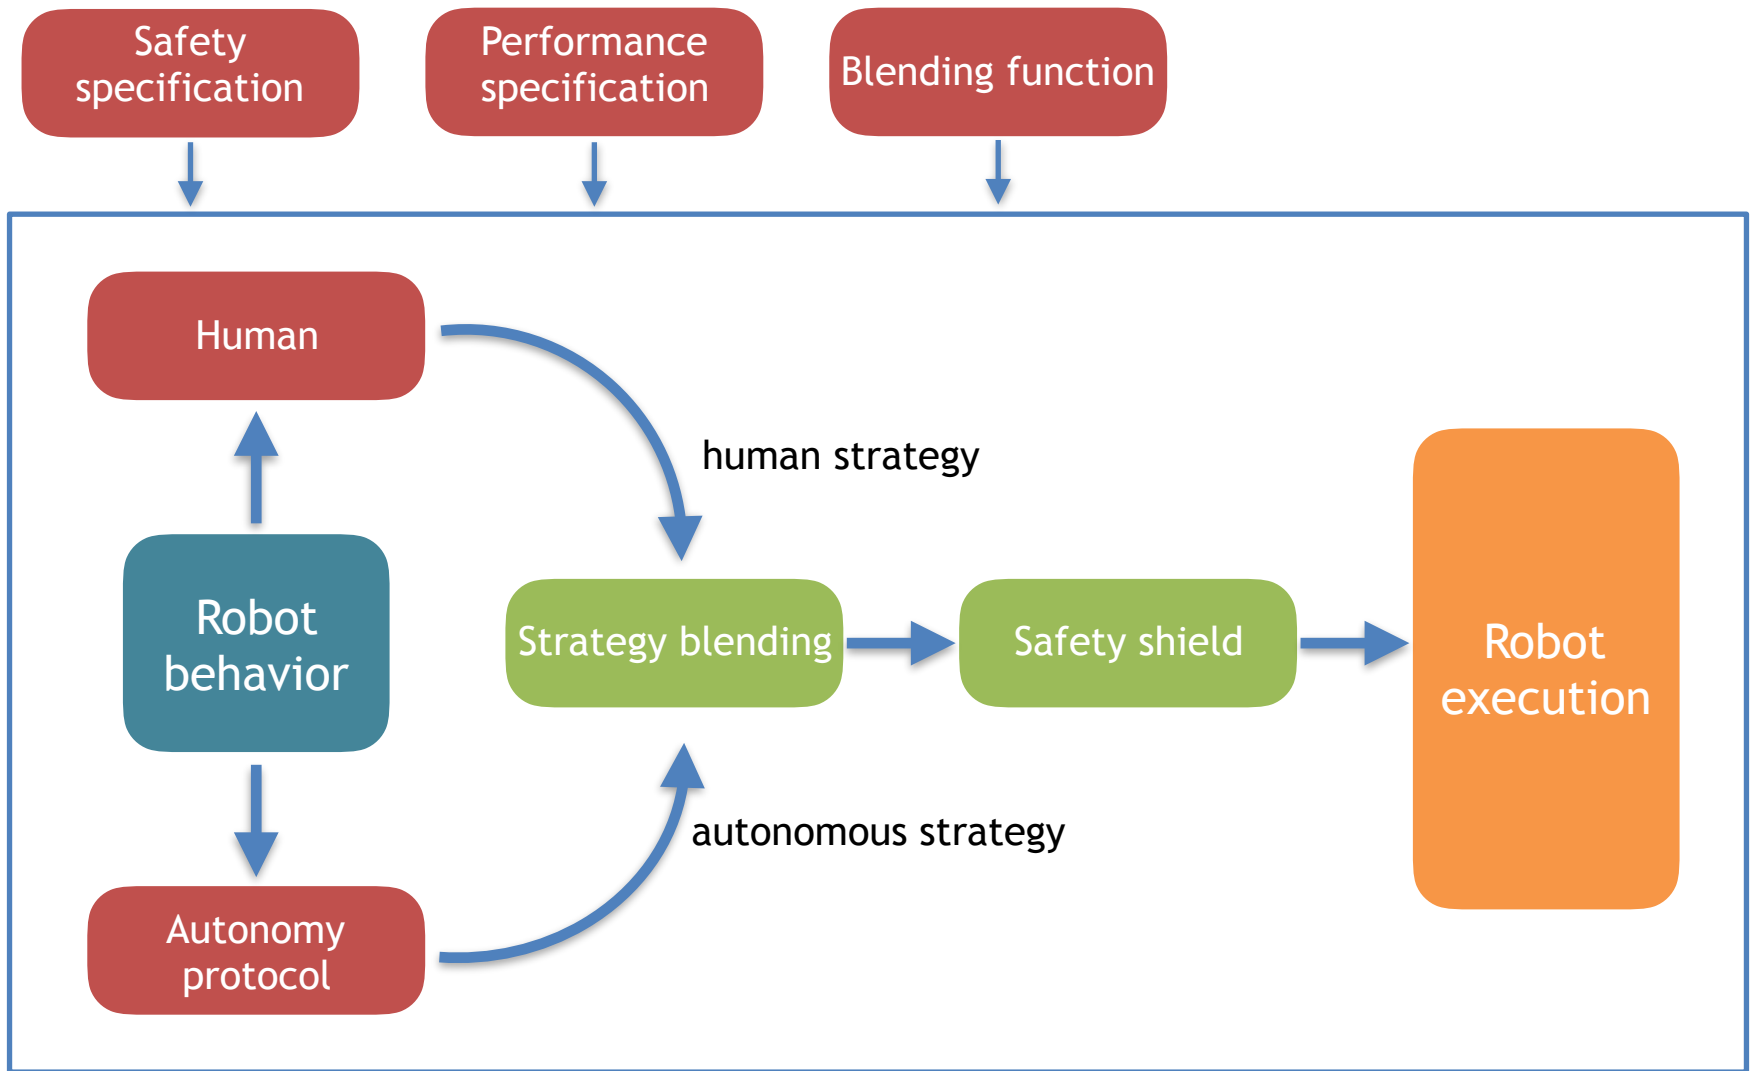 Safety
specification
Performance
specification
Blending function
Human
human strategy
Robot
behavior
Strategy blending
Safety shield
Robot
execution
autonomous strategy
Autonomy
protocol